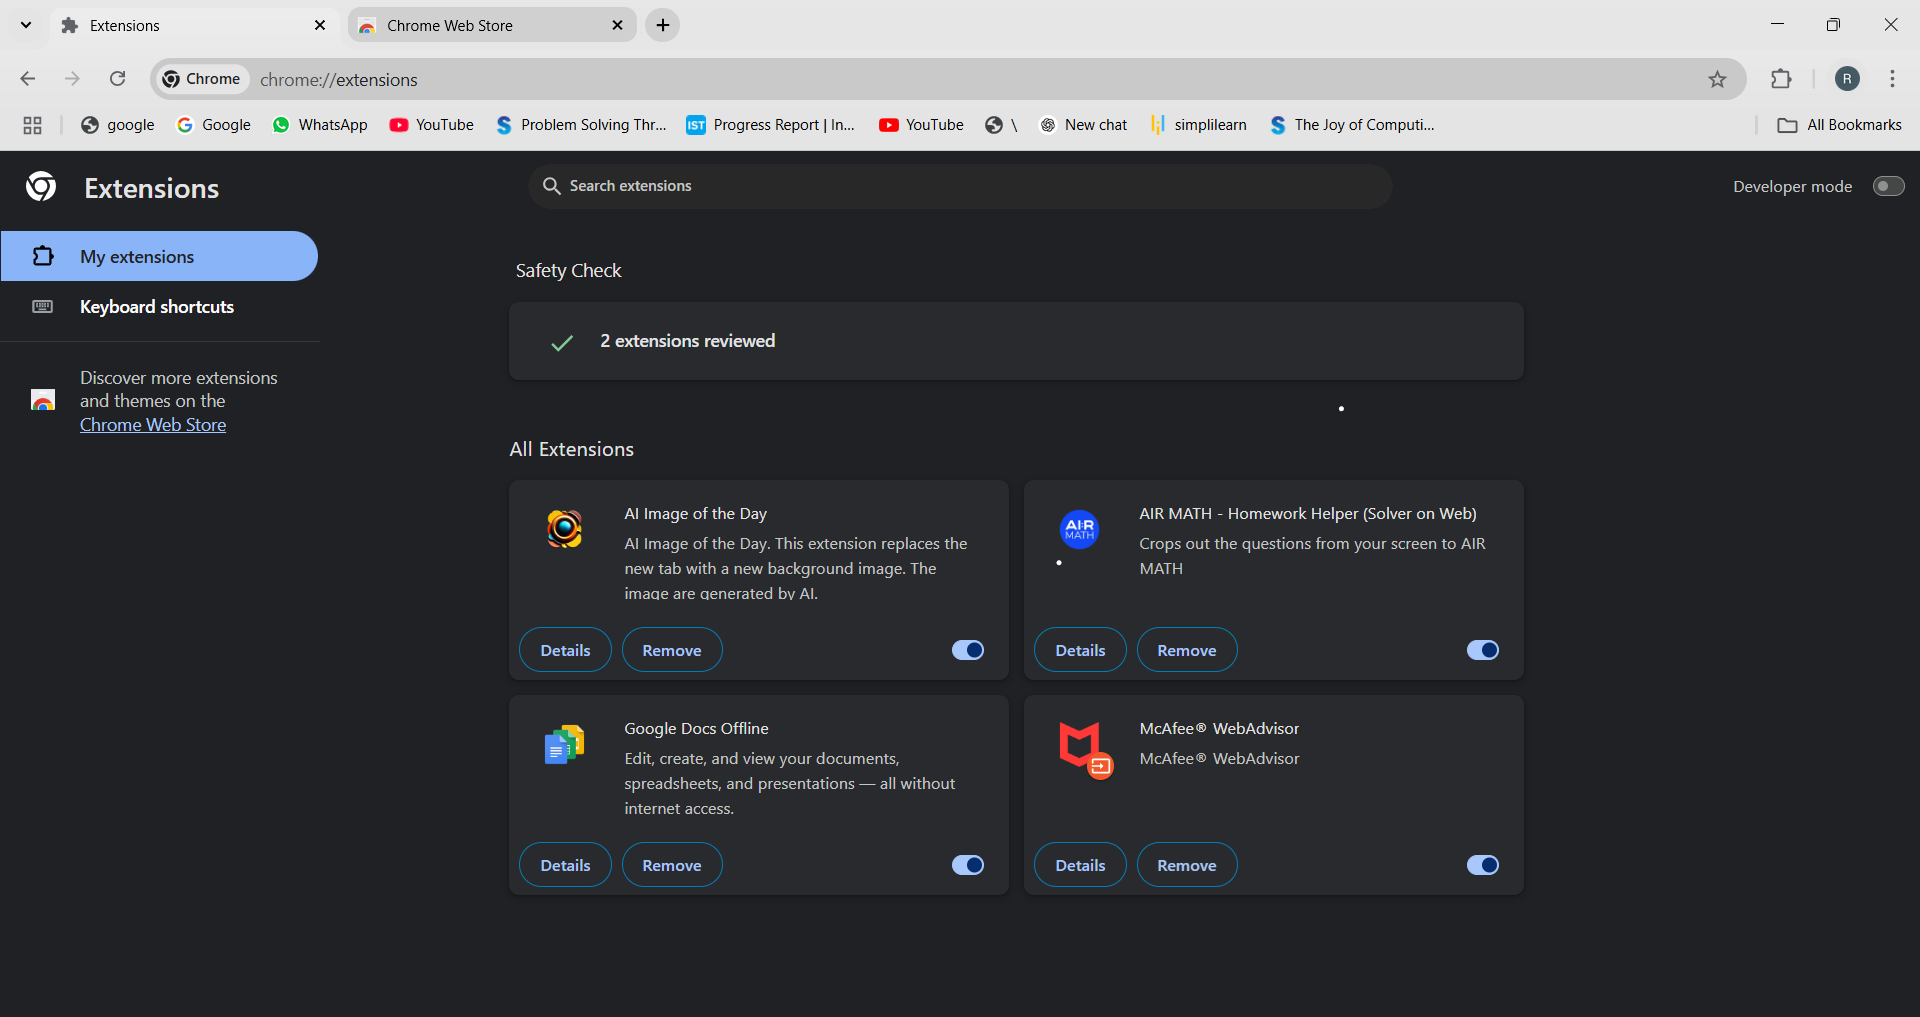 Extensions
Chrome Web Store
Chrome
chrome://extensions
R
google
Google
WhatsApp
YouTube
Problem Solving Thr...
IST
Progress Report | In...
YouTube
\
New chat
simplilearn
The Joy of Computi...
All Bookmarks
Extensions
Search extensions
Developer mode
My extensions
Keyboard shortcuts
Discover more extensions
and themes on the
Chrome Web Store
Safety Check
2 extensions reviewed
All Extensions
AI Image of the Day
AI Image of the Day. This extension replaces the
new tab with a new background image. The
image are generated by AI.
Details
Remove
AIR
MATH
AIR MATH - Homework Helper (Solver on Web)
Crops out the questions from your screen to AIR
MATH
Details
Remove
Google Docs Offline
Edit, create, and view your documents,
spreadsheets, and presentations — all without
internet access.
Details
Remove
McAfee® WebAdvisor
McAfee® WebAdvisor
Details
Remove